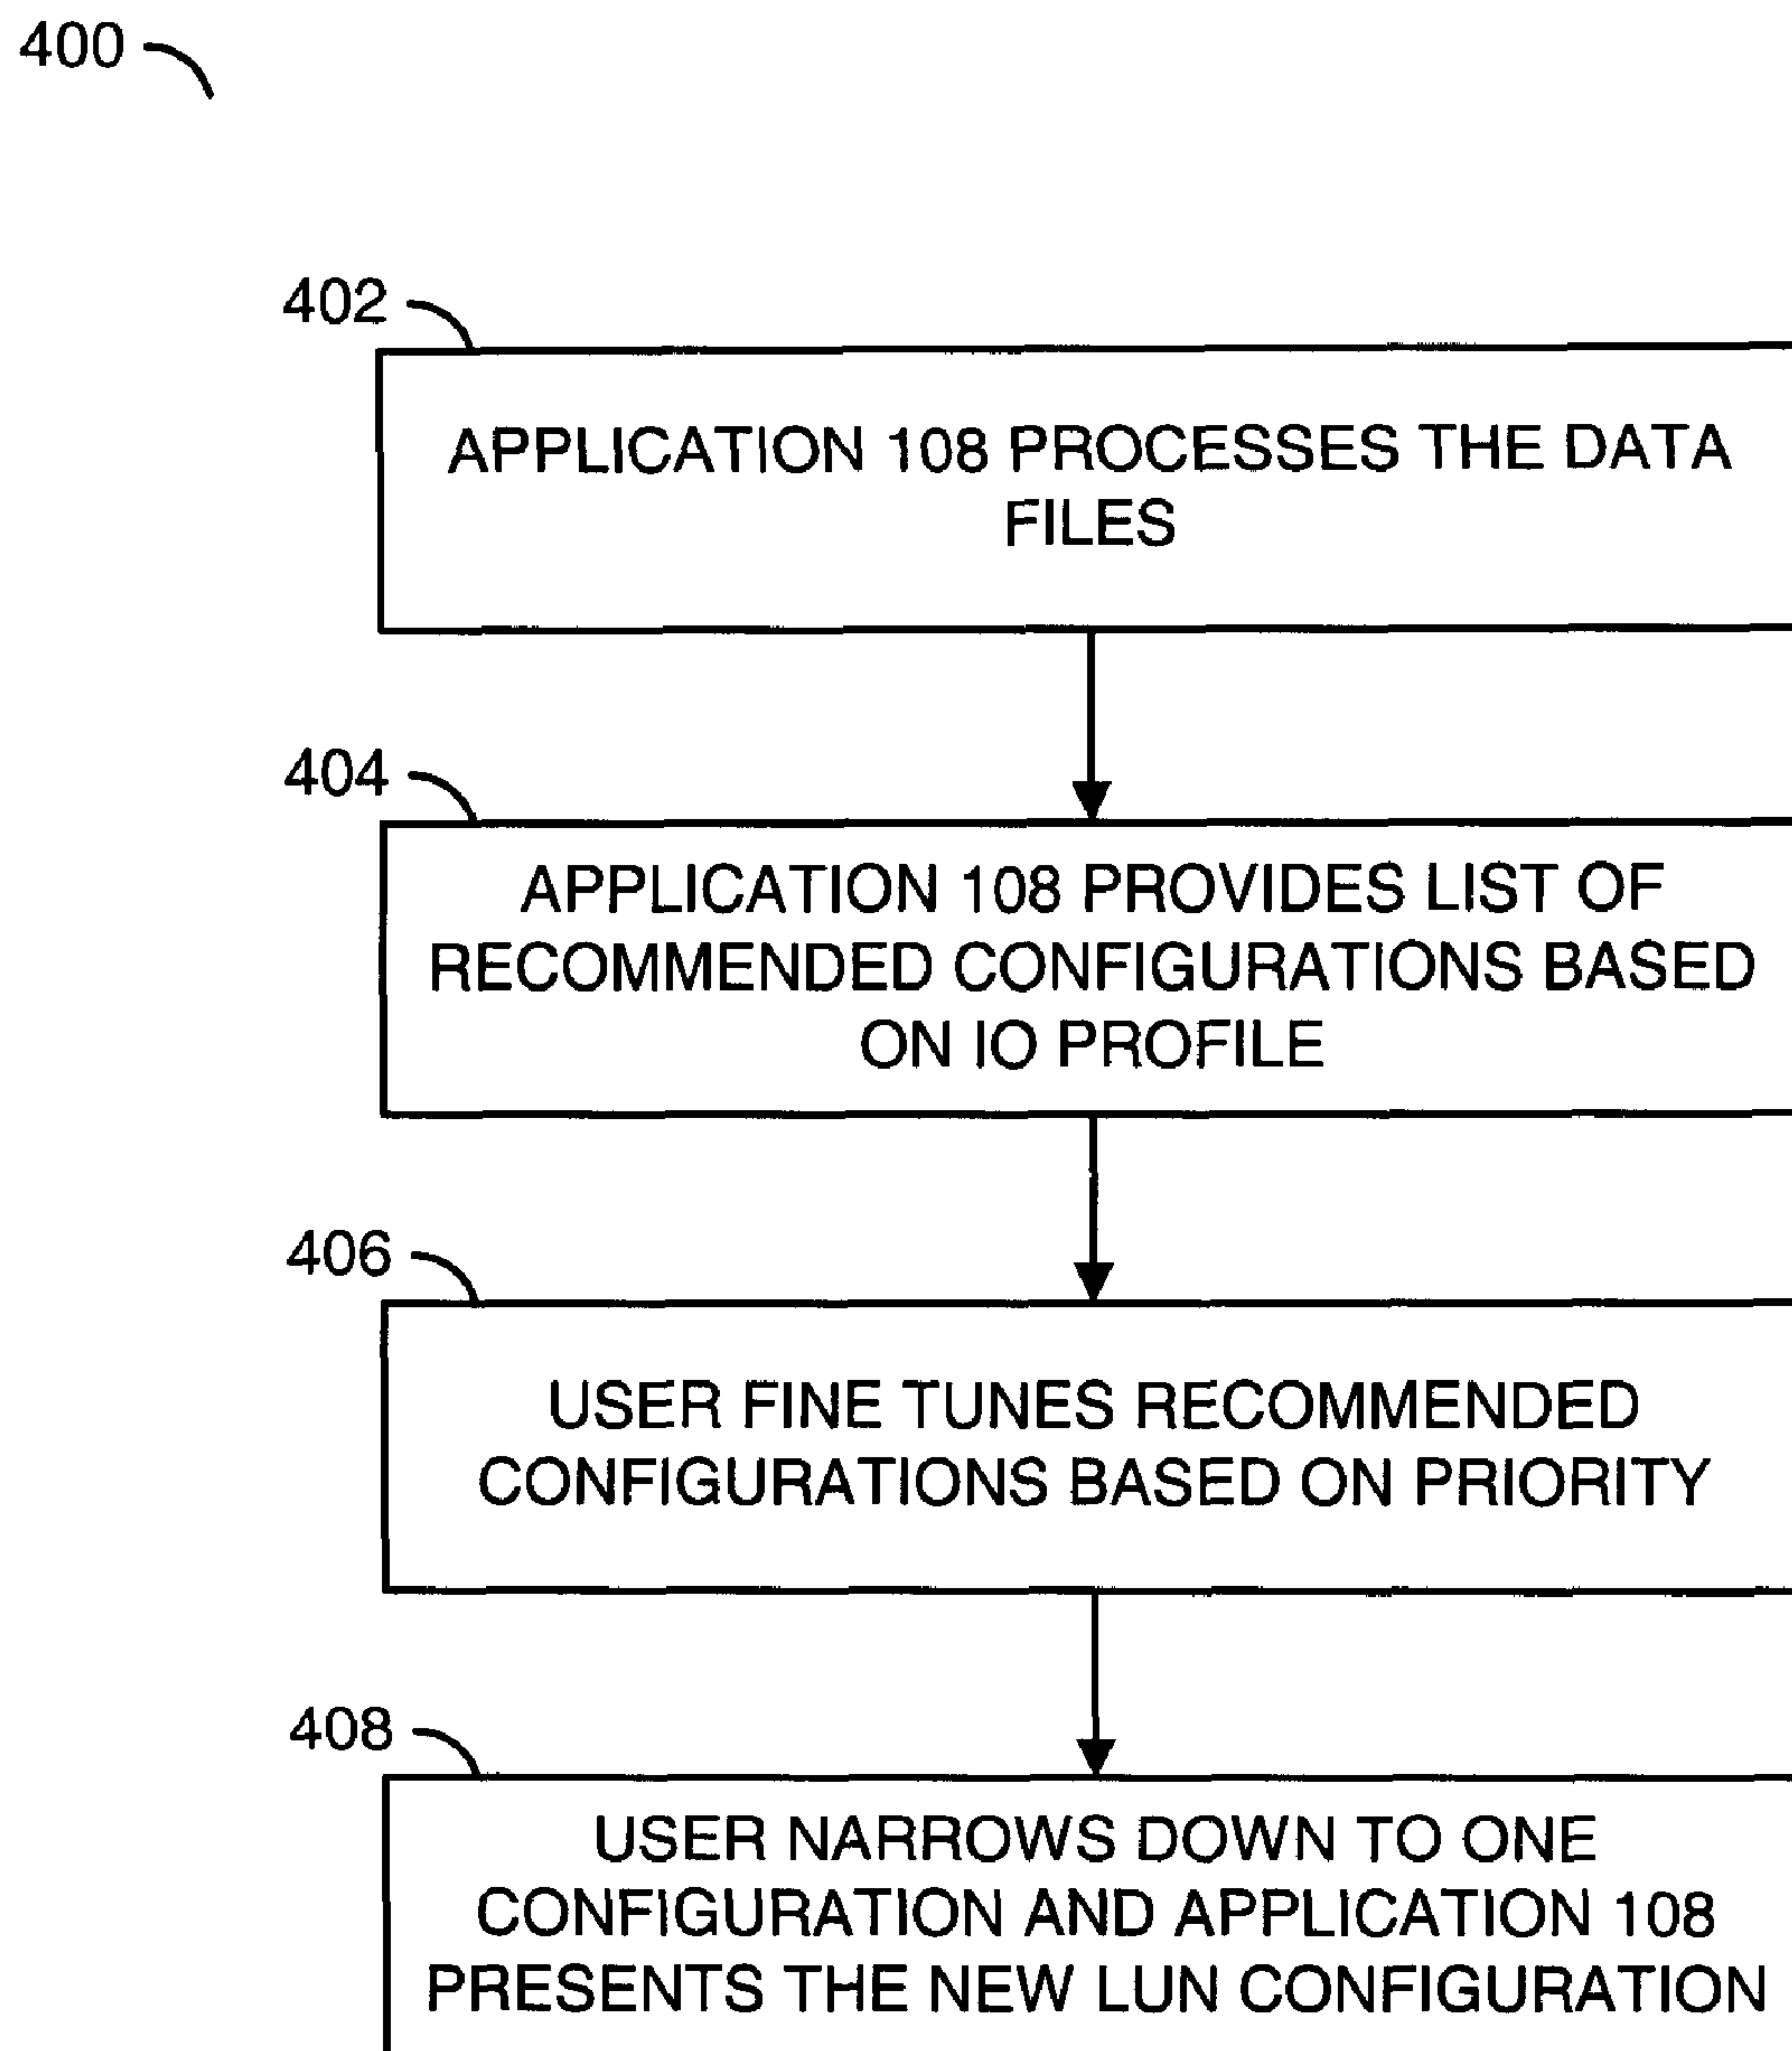 400
402
APPLICATION 108 PROCESSES THE DATA
FILES
404
APPLICATION 108 PROVIDES LIST OF
RECOMMENDED CONFIGURATIONS BASED
ON IO PROFILE
406
USER FINE TUNES RECOMMENDED
CONFIGURATIONS BASED ON PRIORITY
408
USER NARROWS DOWN TO ONE
CONFIGURATION AND APPLICATION 108
PRESENTS THE NEW LUN CONFIGURATION